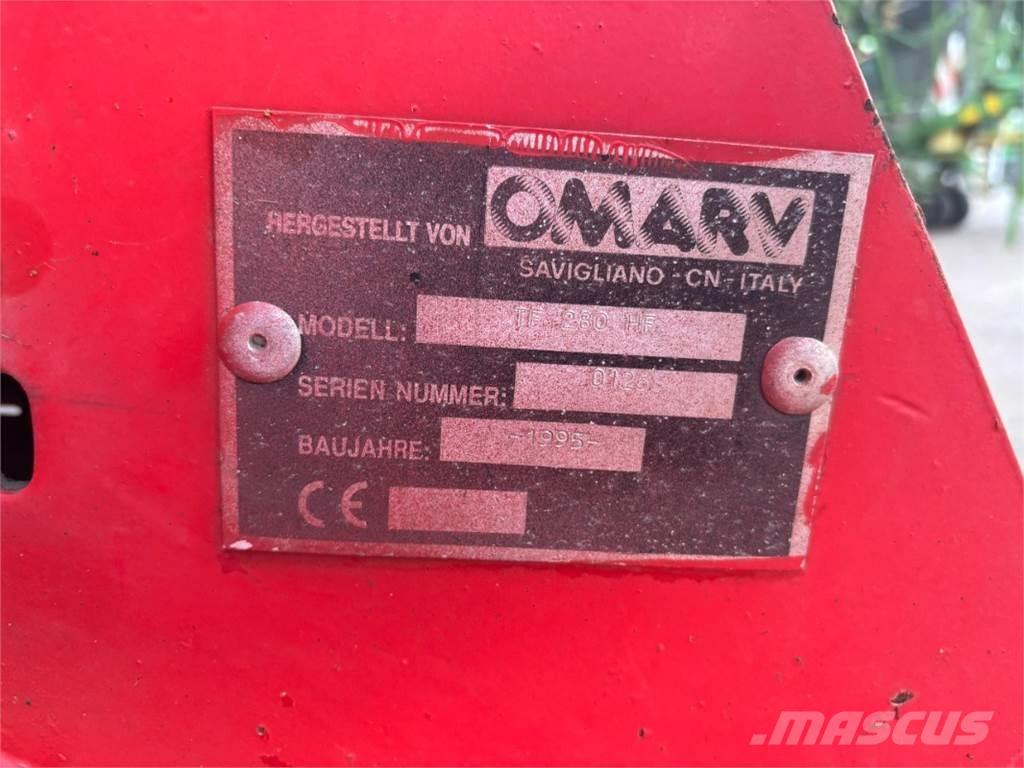 HERGESTELLT VON OMARV
SAVIGLIANO - CN - ITALY
MODELL: TF 280 HF
SERIEN NUMMER:
BAUJAHRE: -1995-
CE
MASCUS